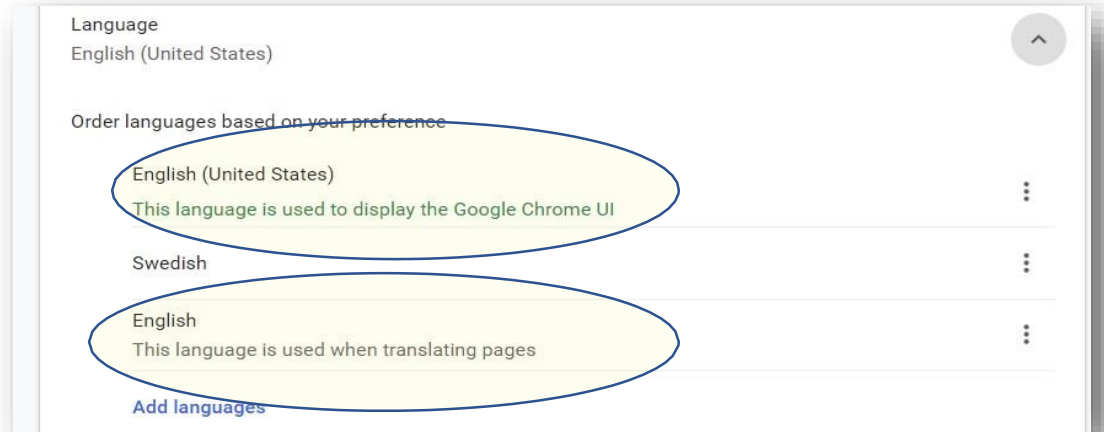 Language
English (United States)
Order languages based on your preference
English (United States)
This language is used to display the Google Chrome UI
Swedish
English
This language is used when translating pages
Add languages